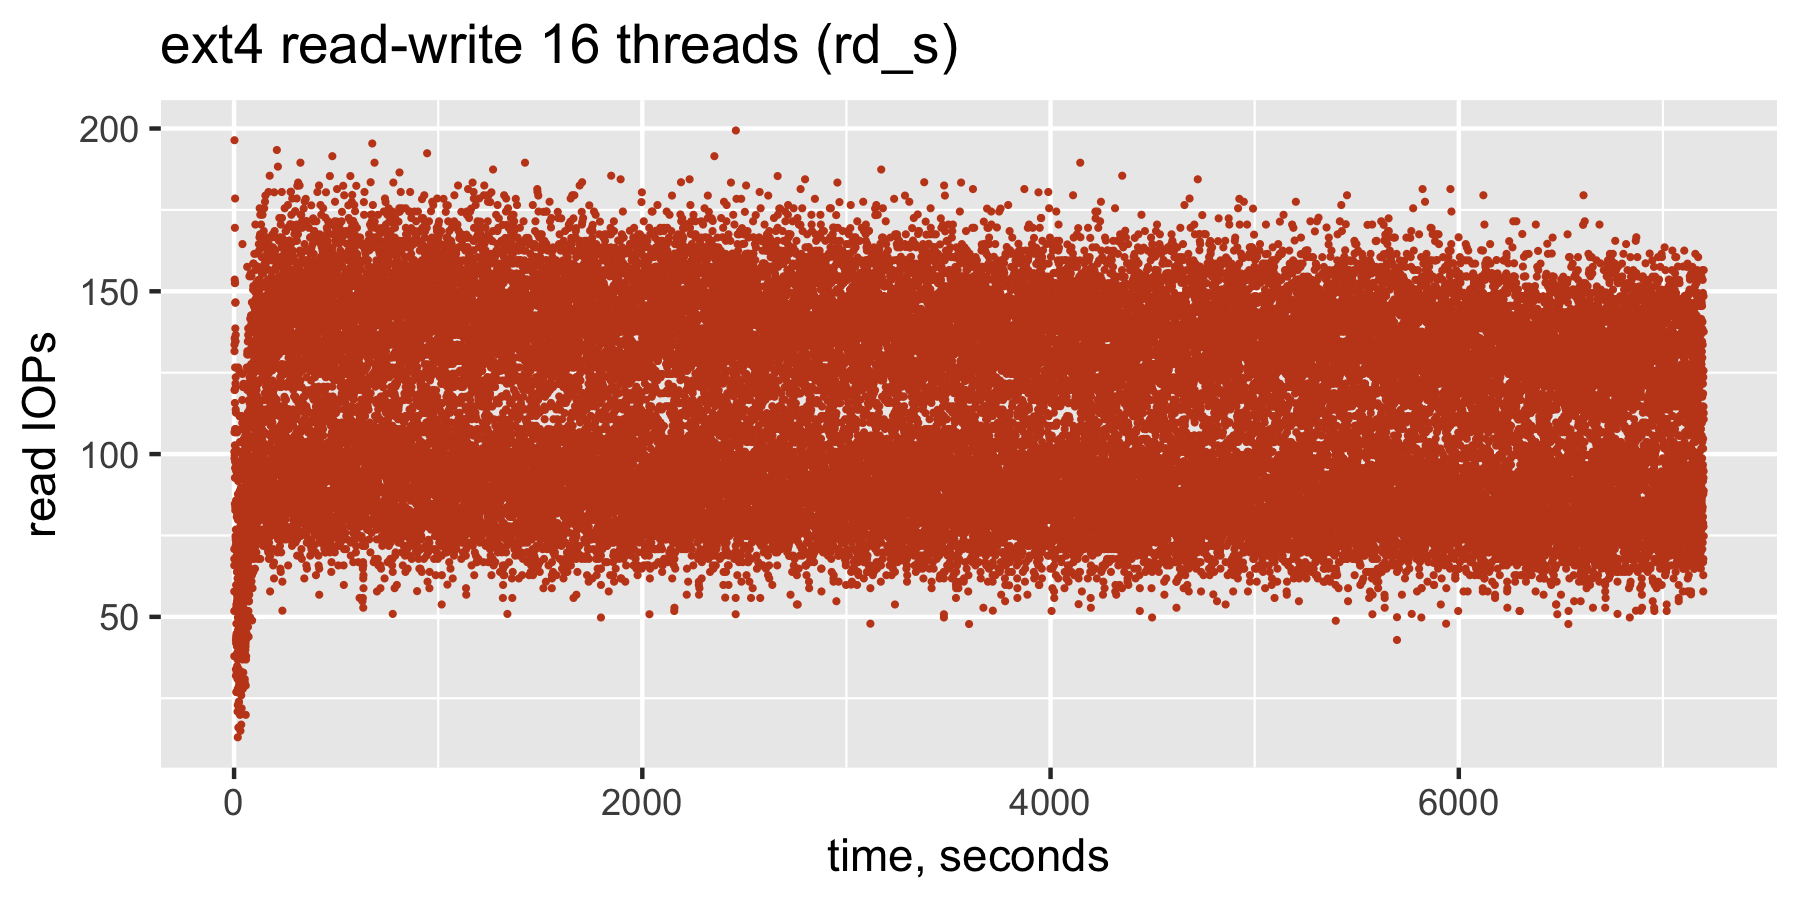 ext4 read-write 16 threads (rd_s)
200
150
100
50
read IOPs
0 2000 4000 6000
time, seconds